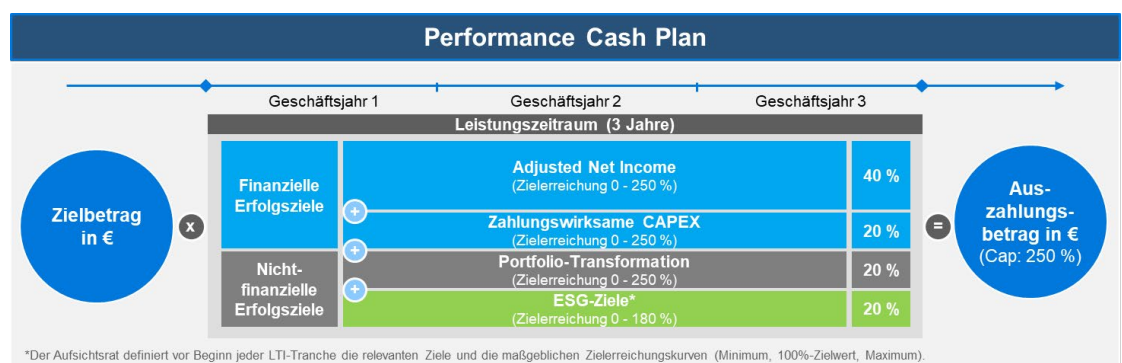 Performance Cash Plan
Geschäftsjahr 1
Geschäftsjahr 2
Geschäftsjahr 3
Leistungszeitraum (3 Jahre)
Zielbetrag
in €
x
Finanzielle
Erfolgsziele
Adjusted Net Income
(Zielerreichung 0 - 250 %)
40 %
+
Zahlungswirksame CAPEX
(Zielerreichung 0 - 250 %)
20 %
+
Nicht-
finanzielle
Erfolgsziele
Portfolio-Transformation
(Zielerreichung 0 - 250 %)
20 %
+
ESG-Ziele*
(Zielerreichung 0 - 180 %)
20 %
=
Aus-
zahlungs-
betrag in €
(Cap: 250 %)
*Der Aufsichtsrat definiert vor Beginn jeder LTI-Tranche die relevanten Ziele und die maßgeblichen Zielerreichungskurven (Minimum, 100%-Zielwert, Maximum).